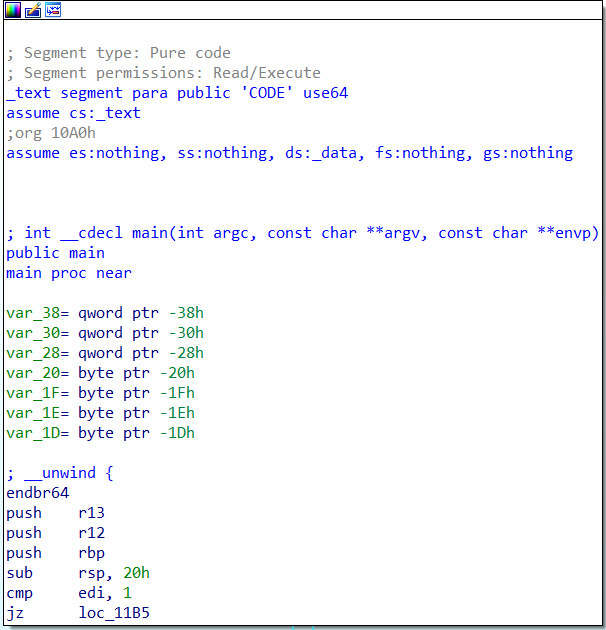 ; Segment type: Pure code
; Segment permissions: Read/Execute
_text segment para public 'CODE' use64
assume cs:_text
;org 10A0h
assume es:nothing, ss:nothing, ds:_data, fs:nothing, gs:nothing
; int __cdecl main(int argc, const char **argv, const char **envp)
public main
main proc near
var_38= qword ptr -38h
var_30= qword ptr -30h
var_28= qword ptr -28h
var_20= byte ptr -20h
var_1F= byte ptr -1Fh
var_1E= byte ptr -1Eh
var_1D= byte ptr -1Dh
; __unwind {
endbr64
push    r13
push    r12
push    rbp
sub     rsp, 20h
cmp     edi, 1
jz      loc_11B5